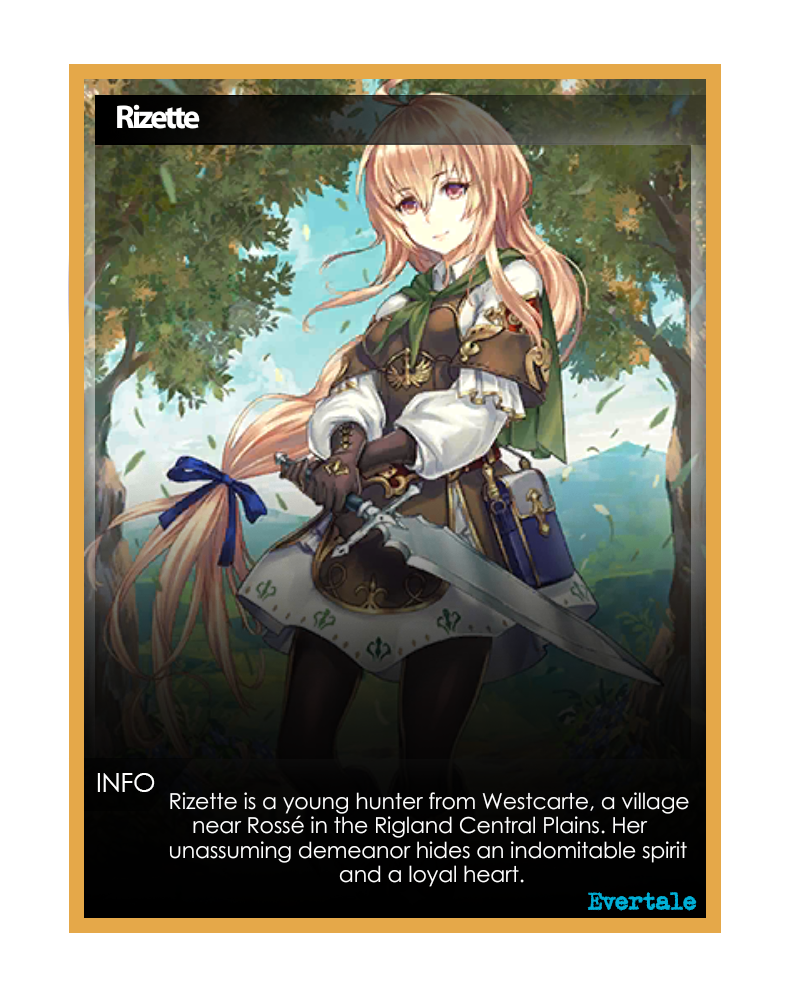 Rizette
INFO
Rizette is a young hunter from Westcarte, a village
near Rossé in the Rigland Central Plains. Her
unassuming demeanor hides an indomitable spirit
and a loyal heart.
Evertale